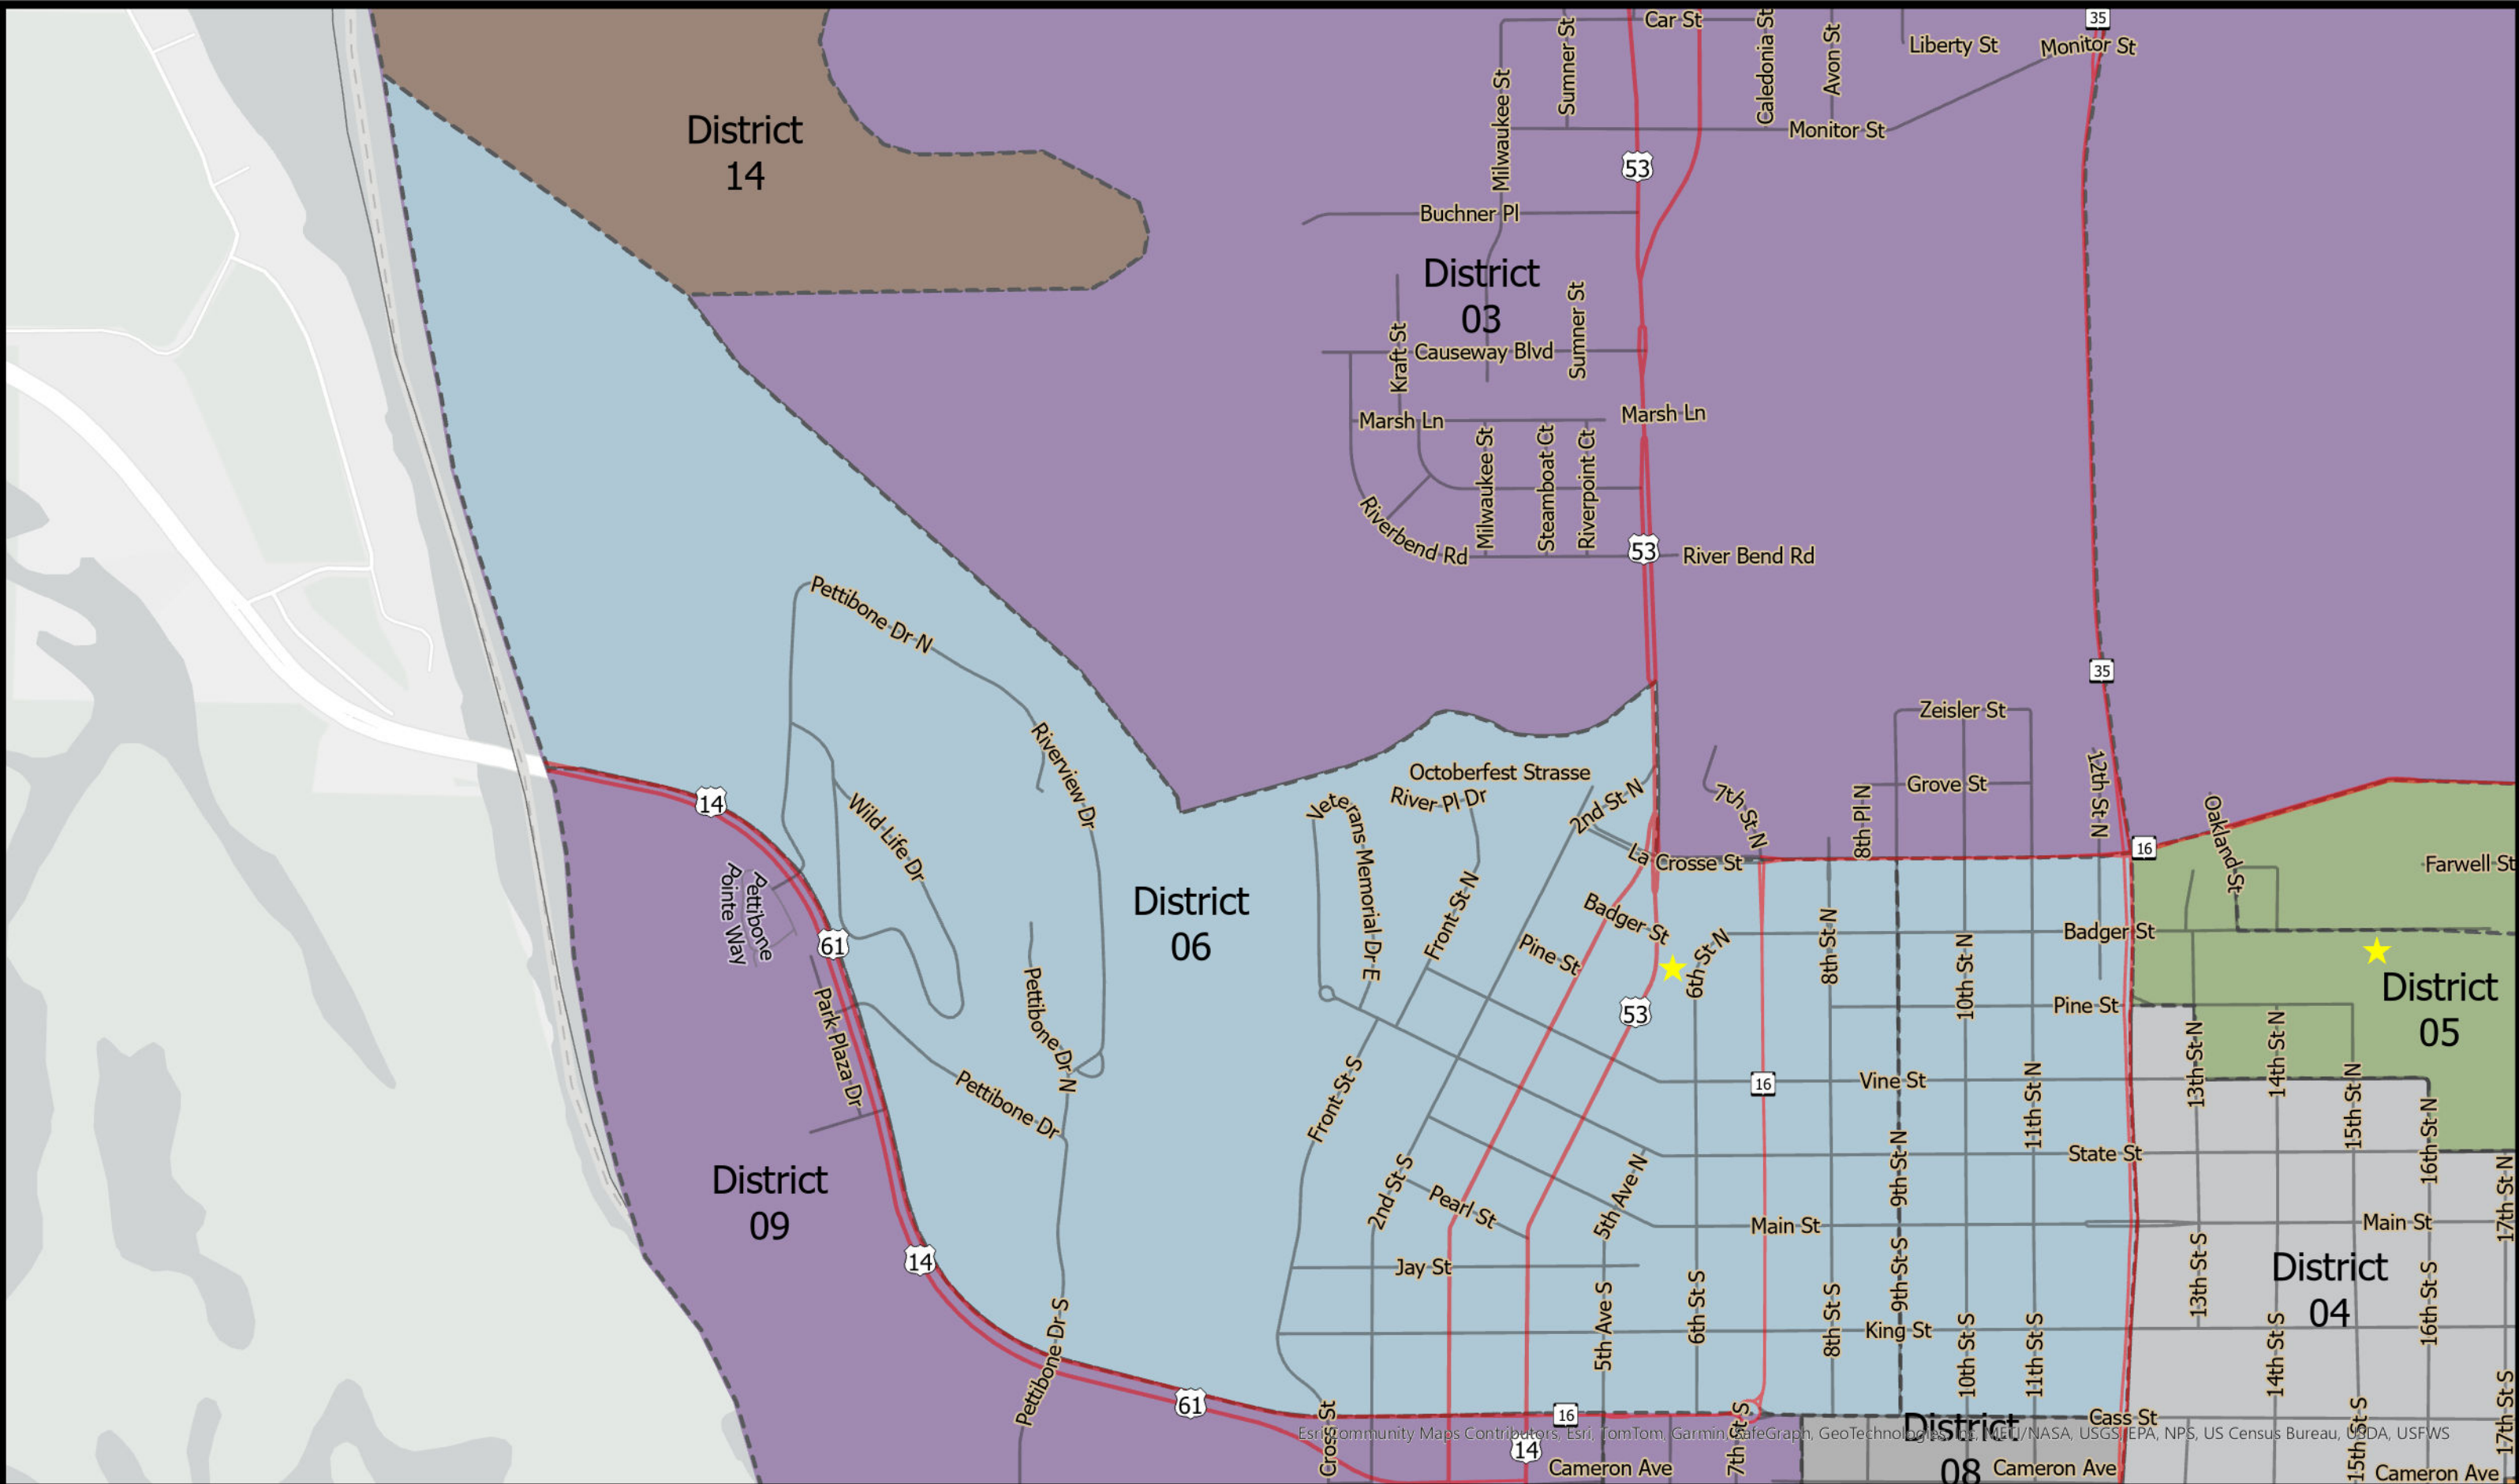 Car St
35
Sumner St
Caledonia St
Avon St
Liberty St
Monitor St
Milwaukee St
District
14
Monitor St
53
Buchner Pl
District
03
Sumner St
Kraft St
Causeway Blvd
Marsh Ln
Marsh Ln
Milwaukee St
Steamboat Ct
Riverpoint Ct
Riverbend Rd
53
River Bend Rd
Pettibone Dr N
35
Zeisler St
Riverview Dr
Octoberfest Strasse
River Pl Dr
2nd St N
7th St N
8th Pl N
Grove St
12th St N
14
Wild Life Dr
Veterans Memorial Dr E
La Crosse St
16
Oakland St
Farwell St
Pettibone
Pointe Way
District
06
Front St N
Badger St
Pine St
6th St N
8th St N
10th St N
Badger St
61
Park Plaza Dr
Pettibone Dr N
53
Pine St
District
05
13th St N
14th St N
Pettibone Dr
Front St S
16
Vine St
11th St N
15th St N
16th St N
State St
9th St N
17th St N
District
09
2nd St S
Pearl St
5th Ave N
Main St
Main St
14
Jay St
9th St S
13th St S
District
04
16th St S
Pettibone Dr S
5th Ave S
6th St S
8th St S
King St
10th St S
11th St S
14th St S
61
Cross St
16
7th St S
Cass St
15th St S
17th St S
District
08
Esri Community Maps Contributors, Esri, TomTom, Garmin, SafeGraph, GeoTechnologies, Inc, METI/NASA, USGS, EPA, NPS, US Census Bureau, USDA, USFWS
14
Cameron Ave
Cameron Ave
Cameron Ave